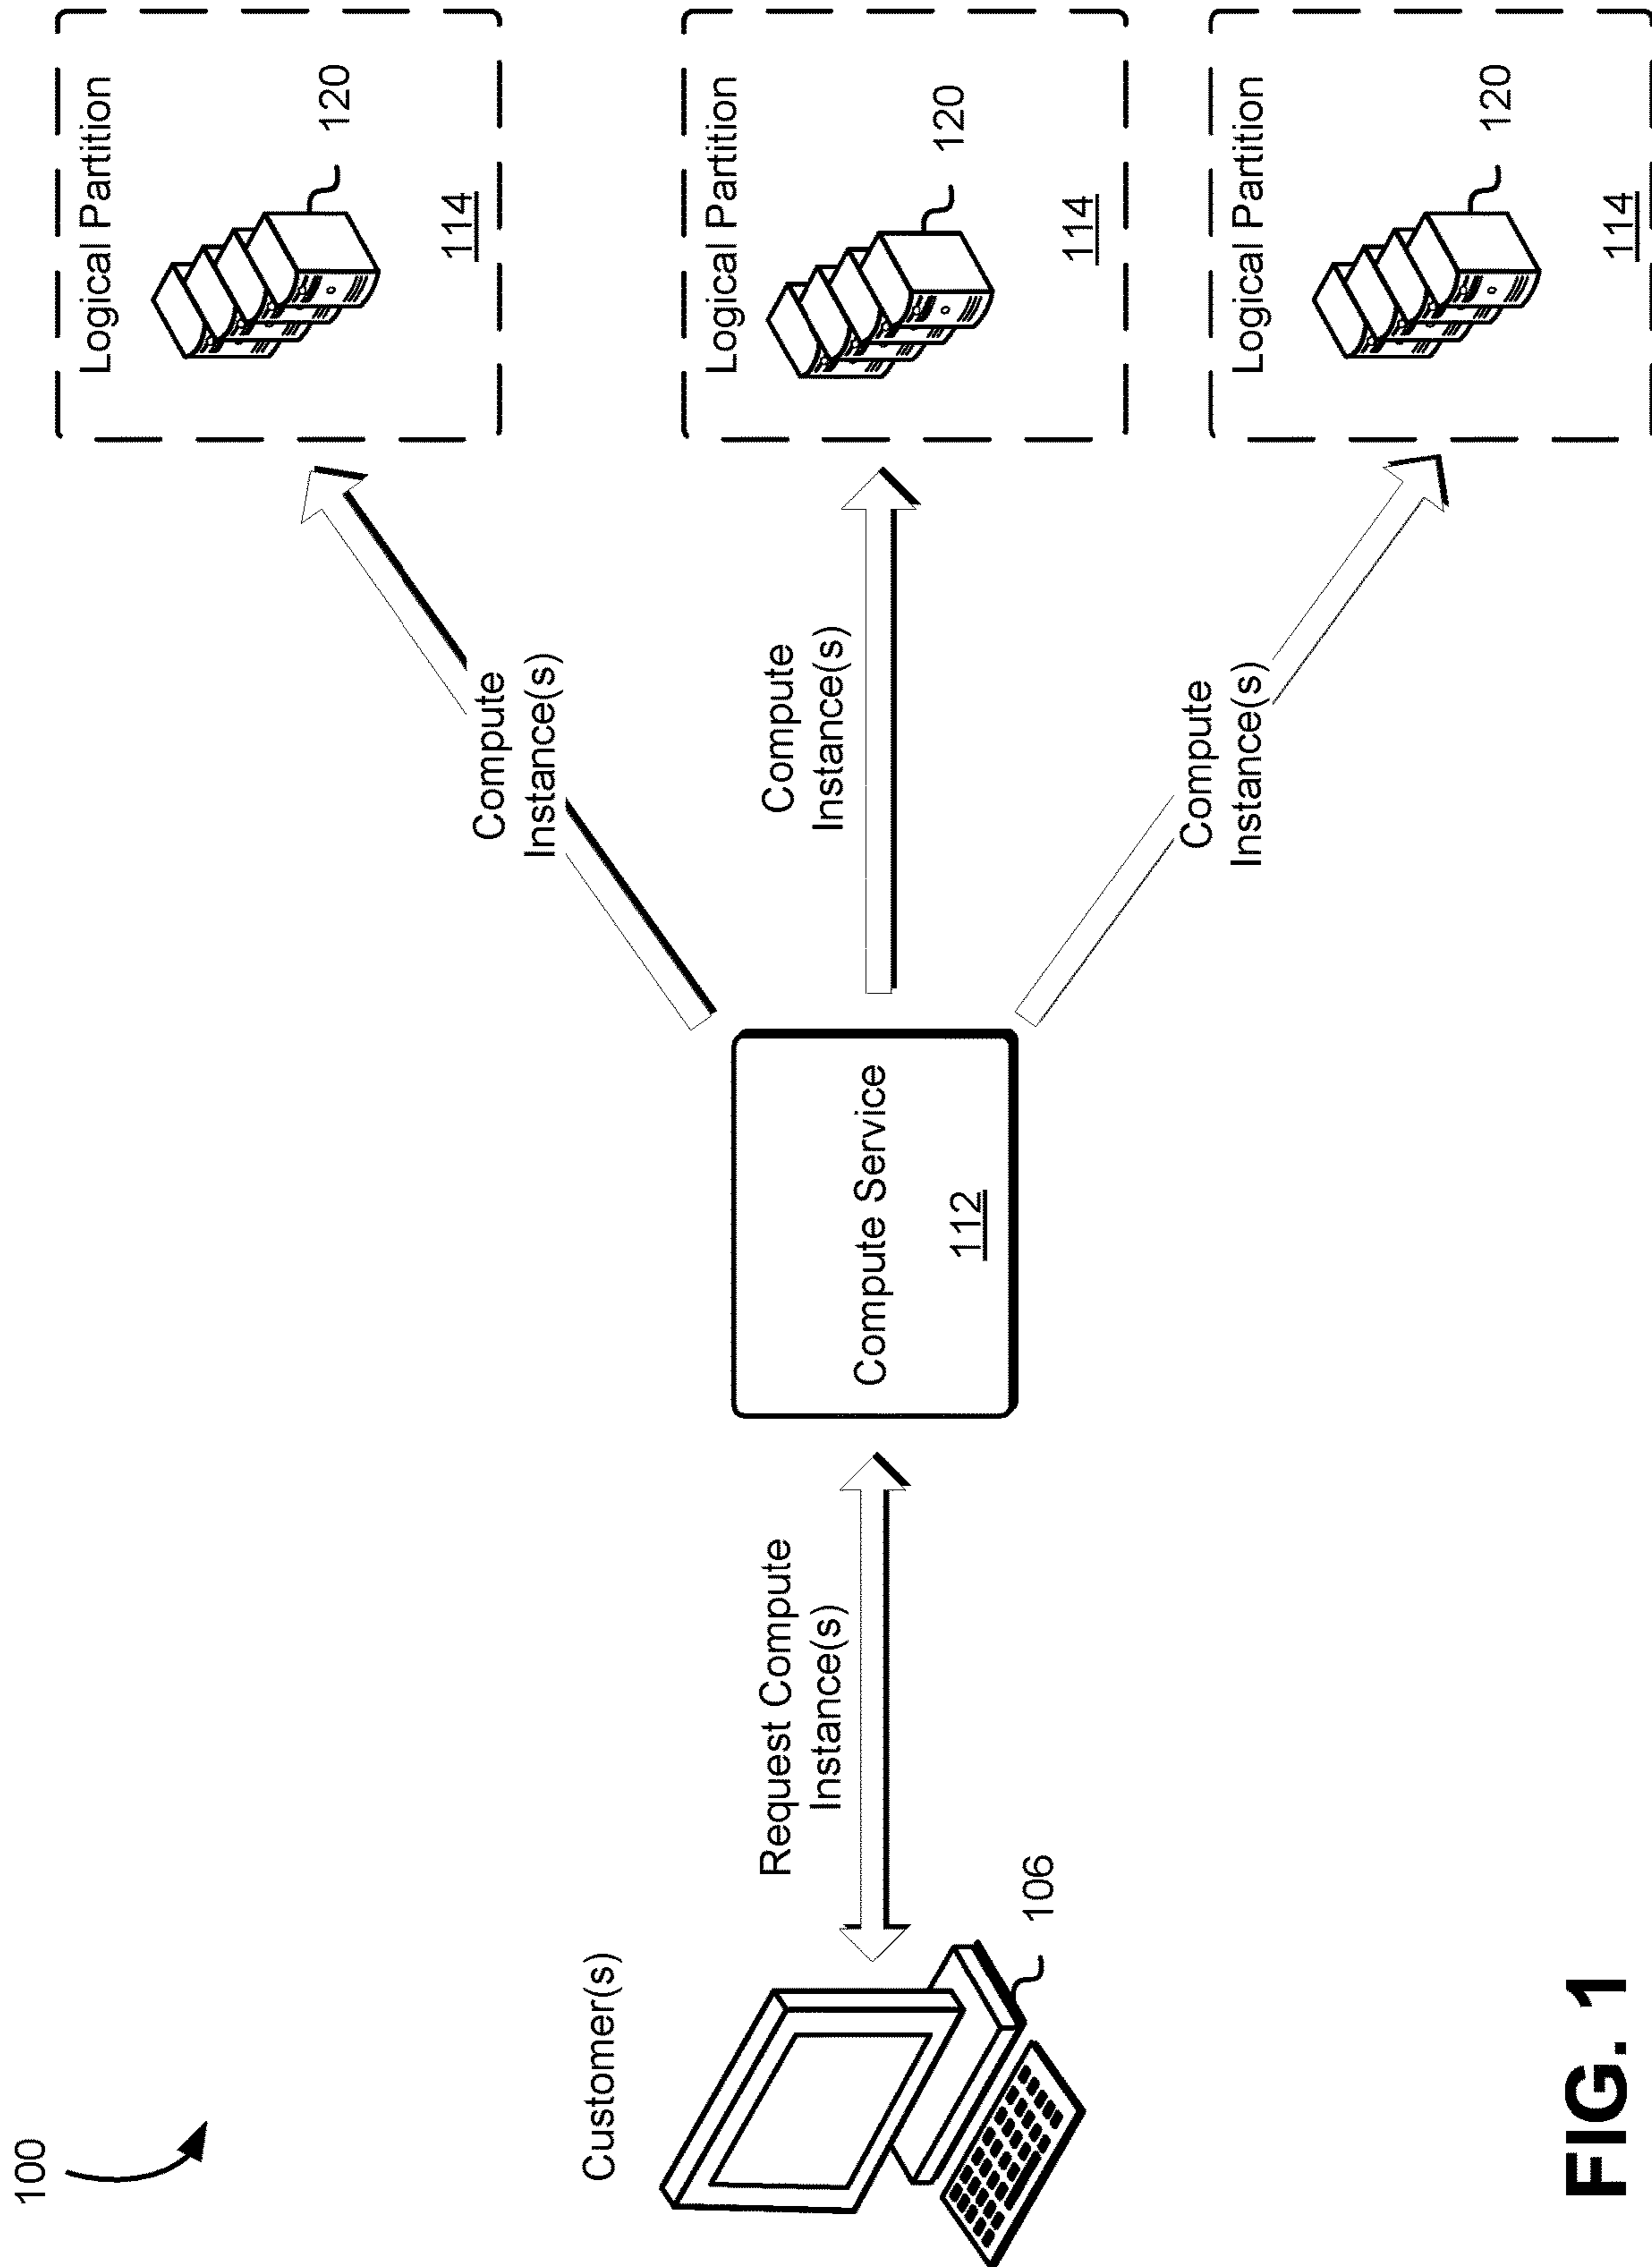 100
Customer(s)
106
Request Compute
Instance(s)
Compute Service
112
Compute
Instance(s)
Compute
Instance(s)
Compute
Instance(s)
Logical Partition
120
114
Logical Partition
120
114
Logical Partition
120
114
FIG. 1